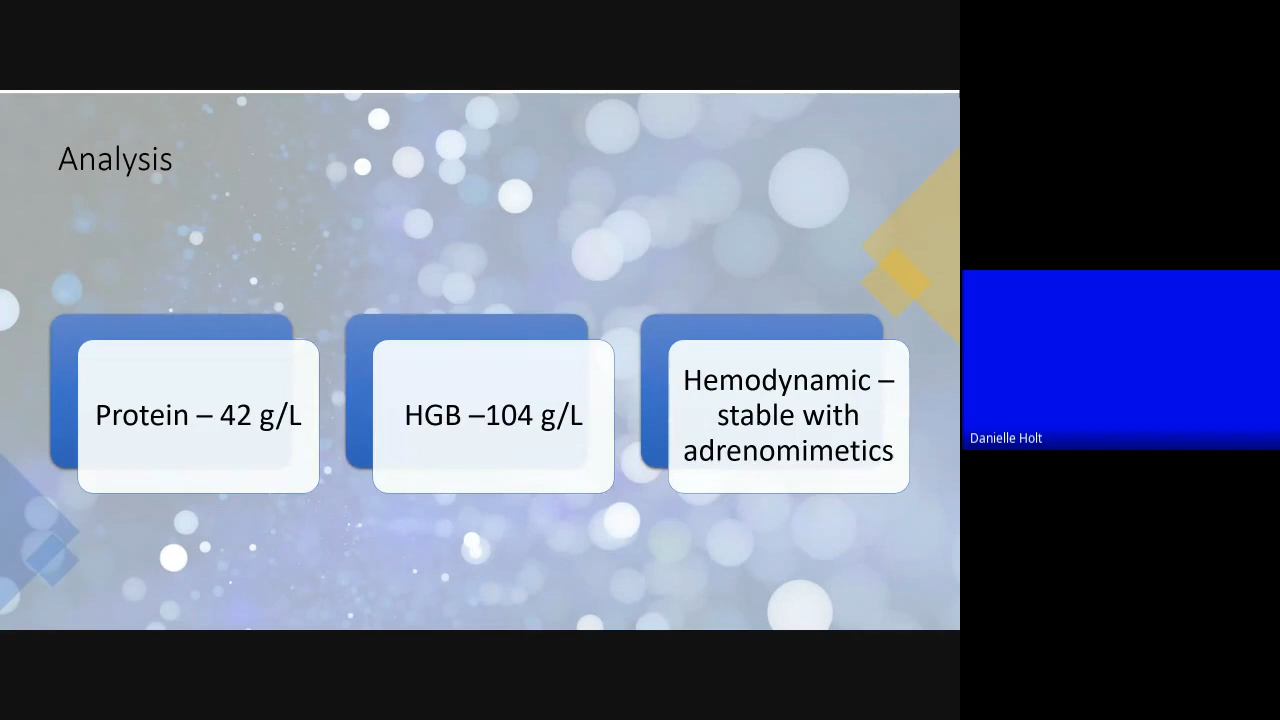 Analysis
Protein – 42 g/L
HGB –104 g/L
Hemodynamic –
stable with
adrenomimetics
Danielle Holt